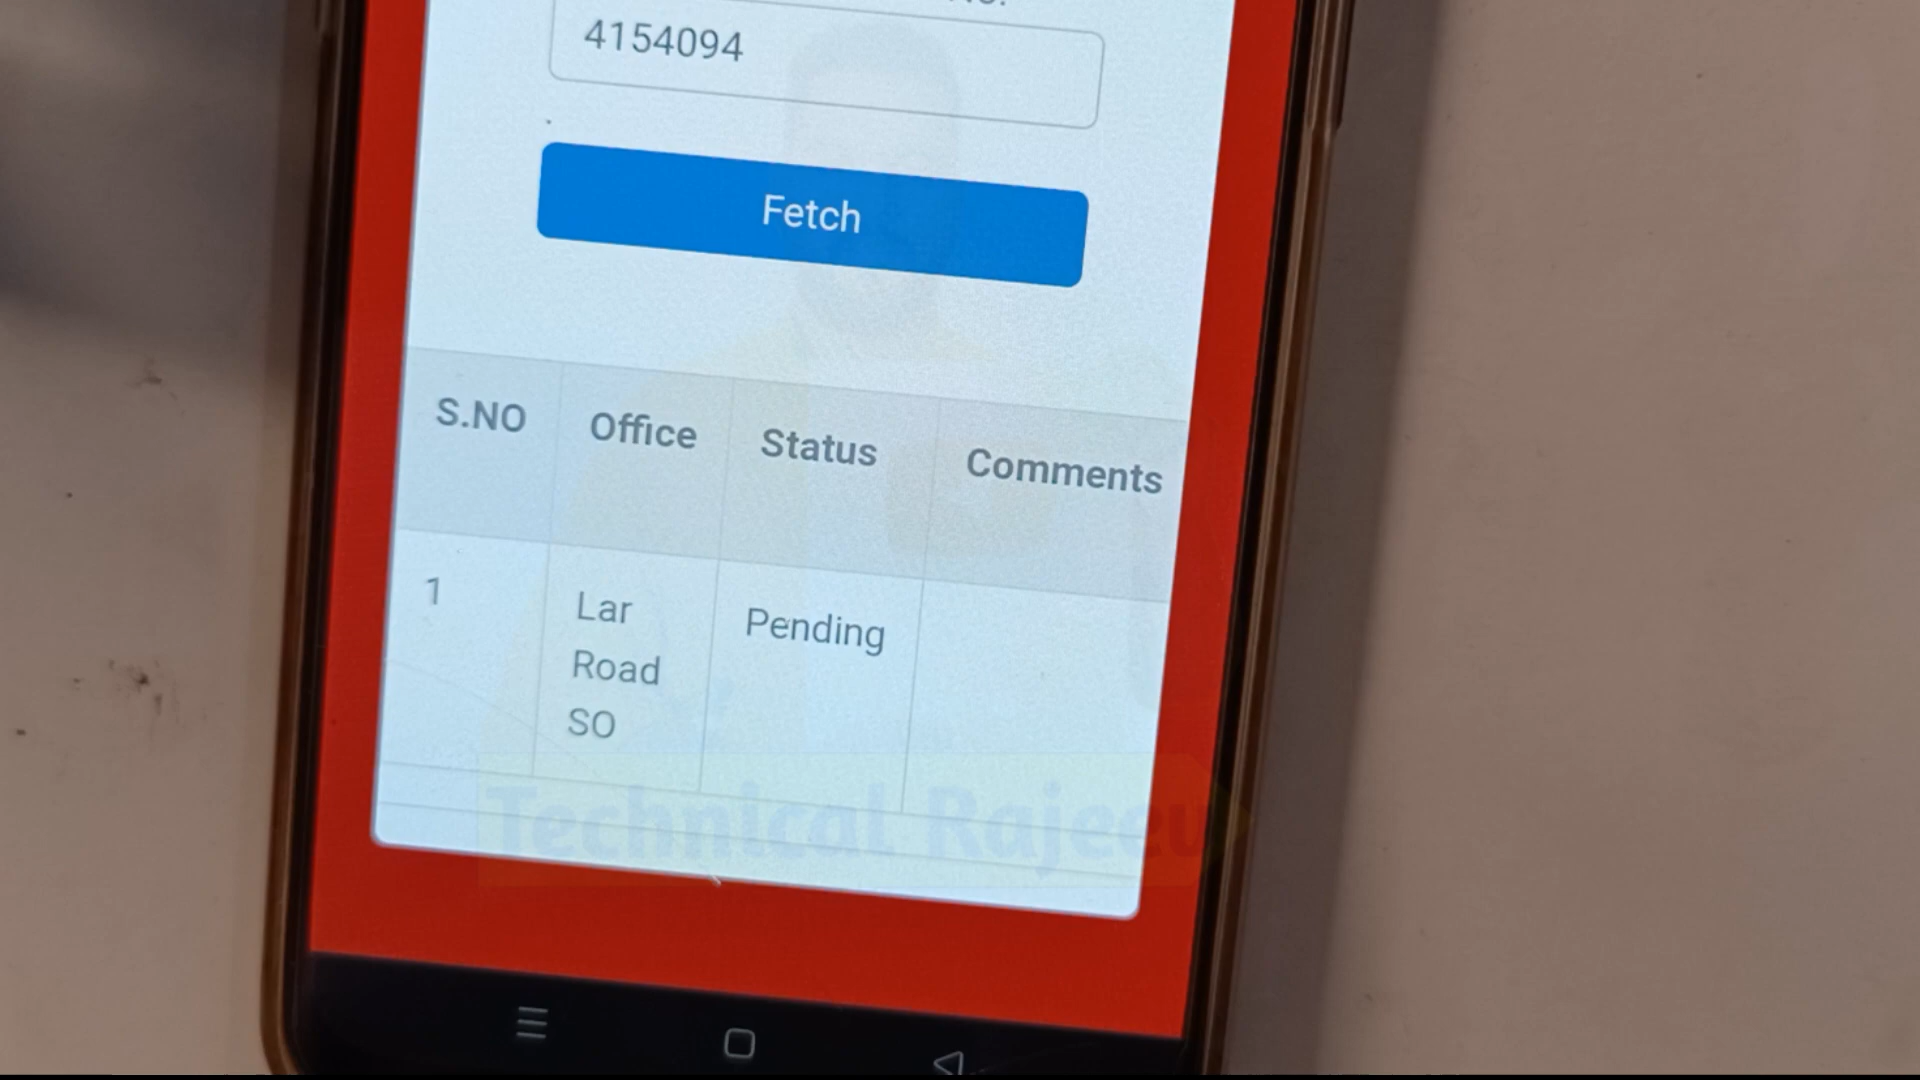 4154094
Fetch
S.NO Office Status Comments
1 Lar Road SO Pending
Technical Rajeev